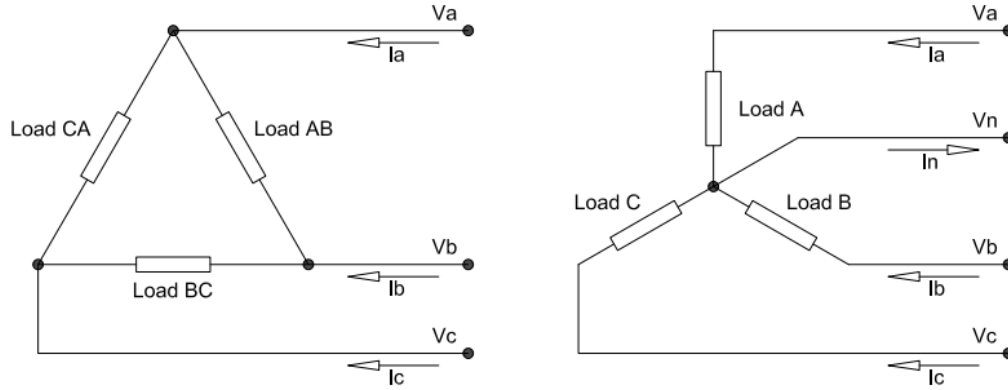 Va
Ia
Load CA
Load AB
Vb
Load BC
Ib
Vc
Ic
Va
Ia
Load A
Vn
In
Load C
Load B
Vb
Ib
Vc
Ic